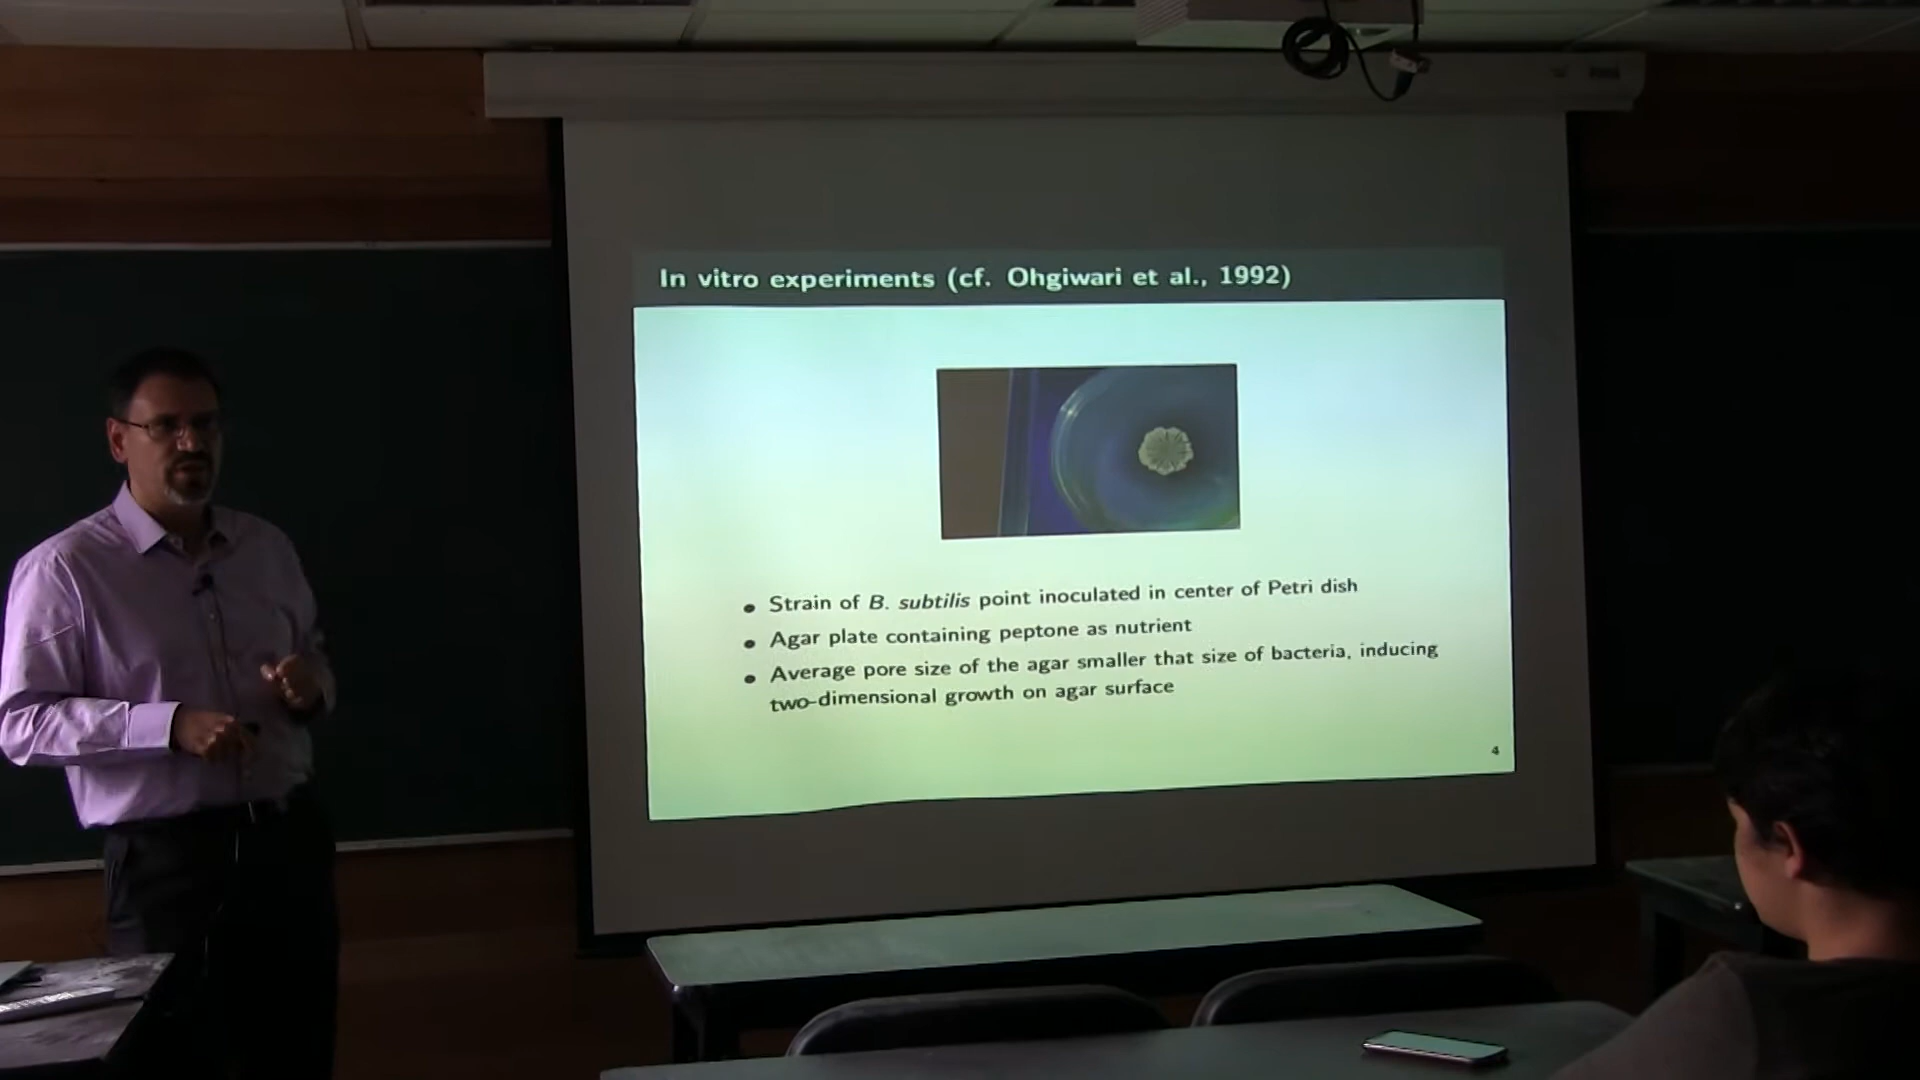 In vitro experiments (cf. Ohgiwari et al., 1992)
• Strain of B. subtilis point inoculated in center of Petri dish
• Agar plate containing peptone as nutrient
• Average pore size of the agar smaller that size of bacteria, inducing
two-dimensional growth on agar surface
4